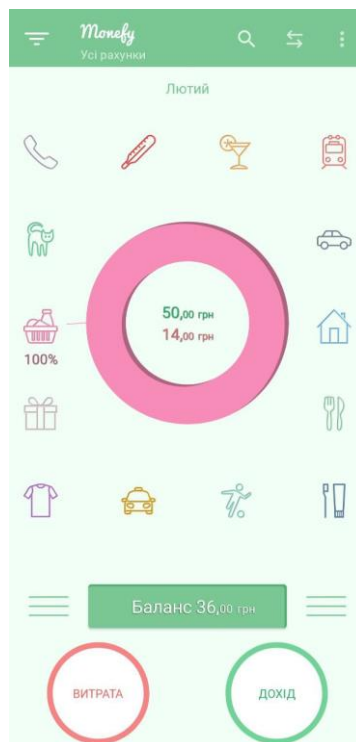 Monefy
Усі рахунки
Лютий
50,00 грн
14,00 грн
100%
Баланс 36,00 грн
ВИТРАТА
ДОХІД